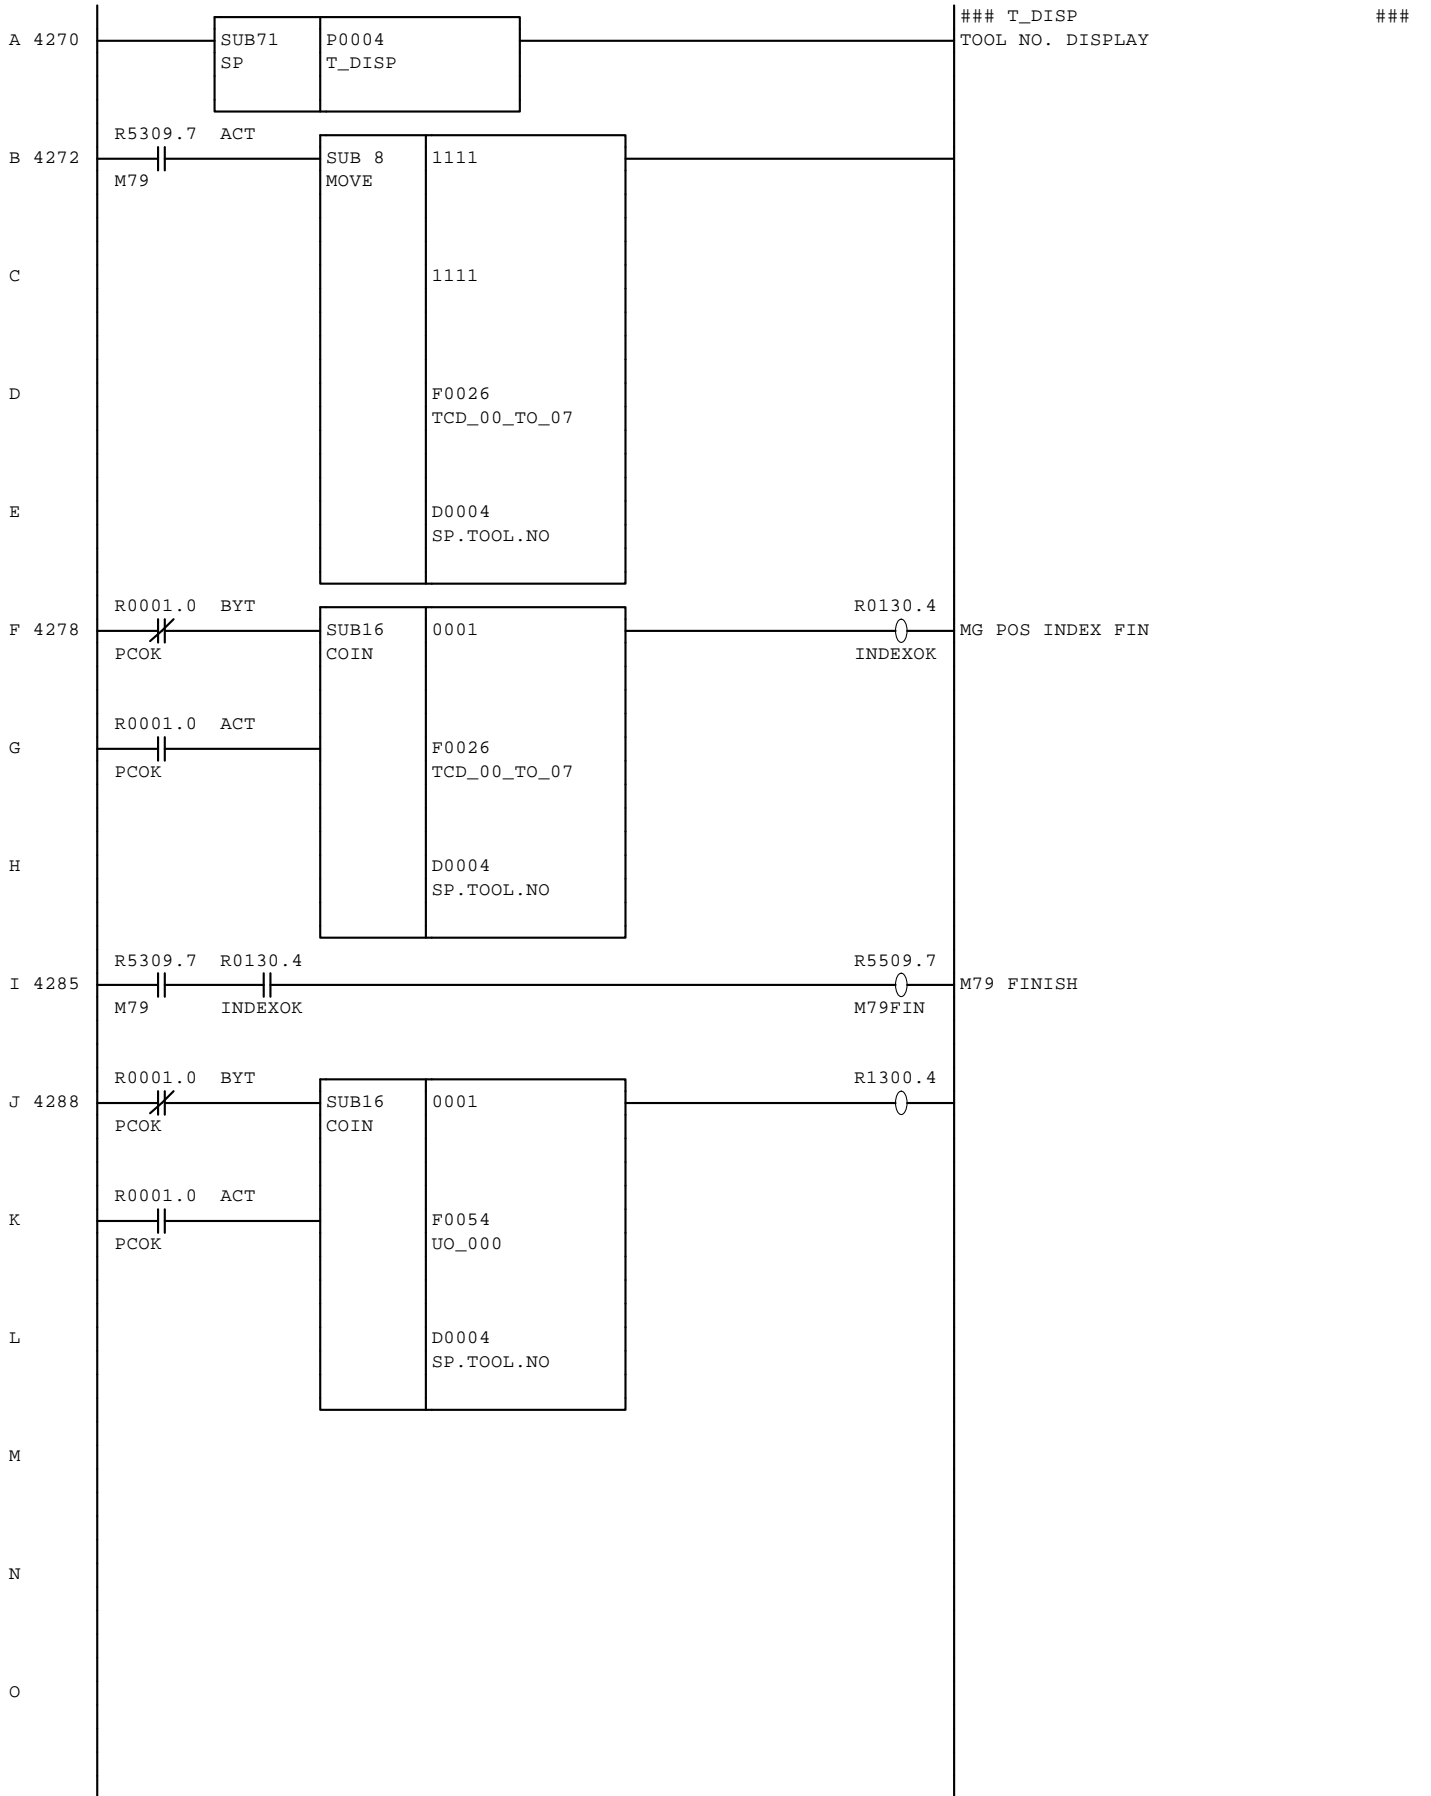 ### T_DISP ###
A 4270 SUB71 P0004 TOOL NO. DISPLAY
SP T_DISP
R5309.7 ACT
B 4272 SUB 8 1111
M79 MOVE
C 1111
D F0026
TCD_00_TO_07
E D0004
SP.TOOL.NO
R0001.0 BYT R0130.4
F 4278 SUB16 0001 MG POS INDEX FIN
PCOK COIN INDEXOK
R0001.0 ACT
G F0026
PCOK TCD_00_TO_07
H D0004
SP.TOOL.NO
R5309.7 R0130.4 R5509.7
I 4285 M79 FINISH
M79 INDEXOK M79FIN
R0001.0 BYT R1300.4
J 4288 SUB16 0001
PCOK COIN
R0001.0 ACT
K F0054
PCOK UO_000
L D0004
SP.TOOL.NO
M
N
O